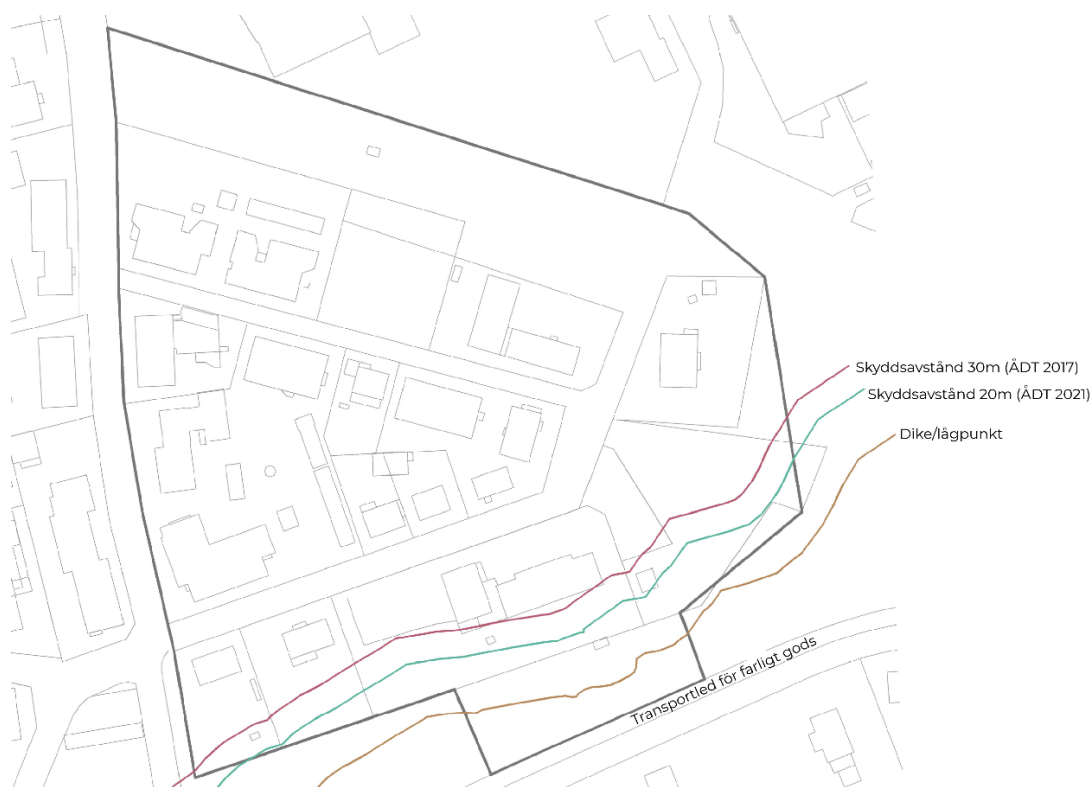 Skyddsavstånd 30m (ÅDT 2017)
Skyddsavstånd 20m (ÅDT 2021)
Dike/lågpunkt
Transportled för farligt gods